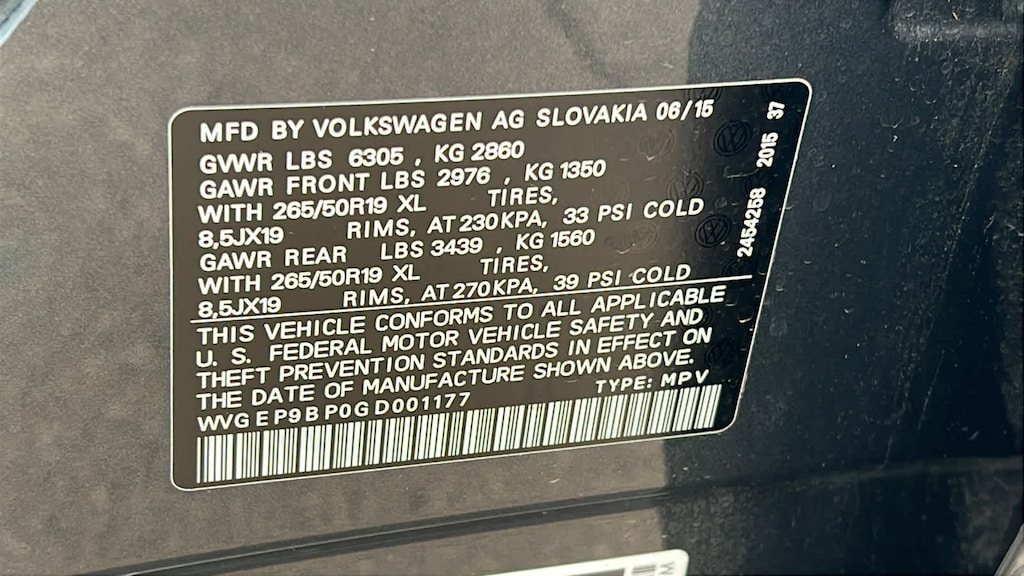 MFD BY VOLKSWAGEN AG SLOVAKIA 06/15
GVWR LBS 6305 , KG 2860
GAWR FRONT LBS 2976 , KG 1350
WITH 265/50R19 XL TIRES,
8,5JX19 RIMS, AT 230KPA, 33 PSI COLD
GAWR REAR LBS 3439 , KG 1560
WITH 265/50R19 XL TIRES,
8,5JX19 RIMS, AT 270KPA, 39 PSI COLD
THIS VEHICLE CONFORMS TO ALL APPLICABLE
U. S. FEDERAL MOTOR VEHICLE SAFETY AND
THEFT PREVENTION STANDARDS IN EFFECT ON
THE DATE OF MANUFACTURE SHOWN ABOVE.
WVGEP9BP0GD001177 TYPE: MPV
2454258 2015 37
W